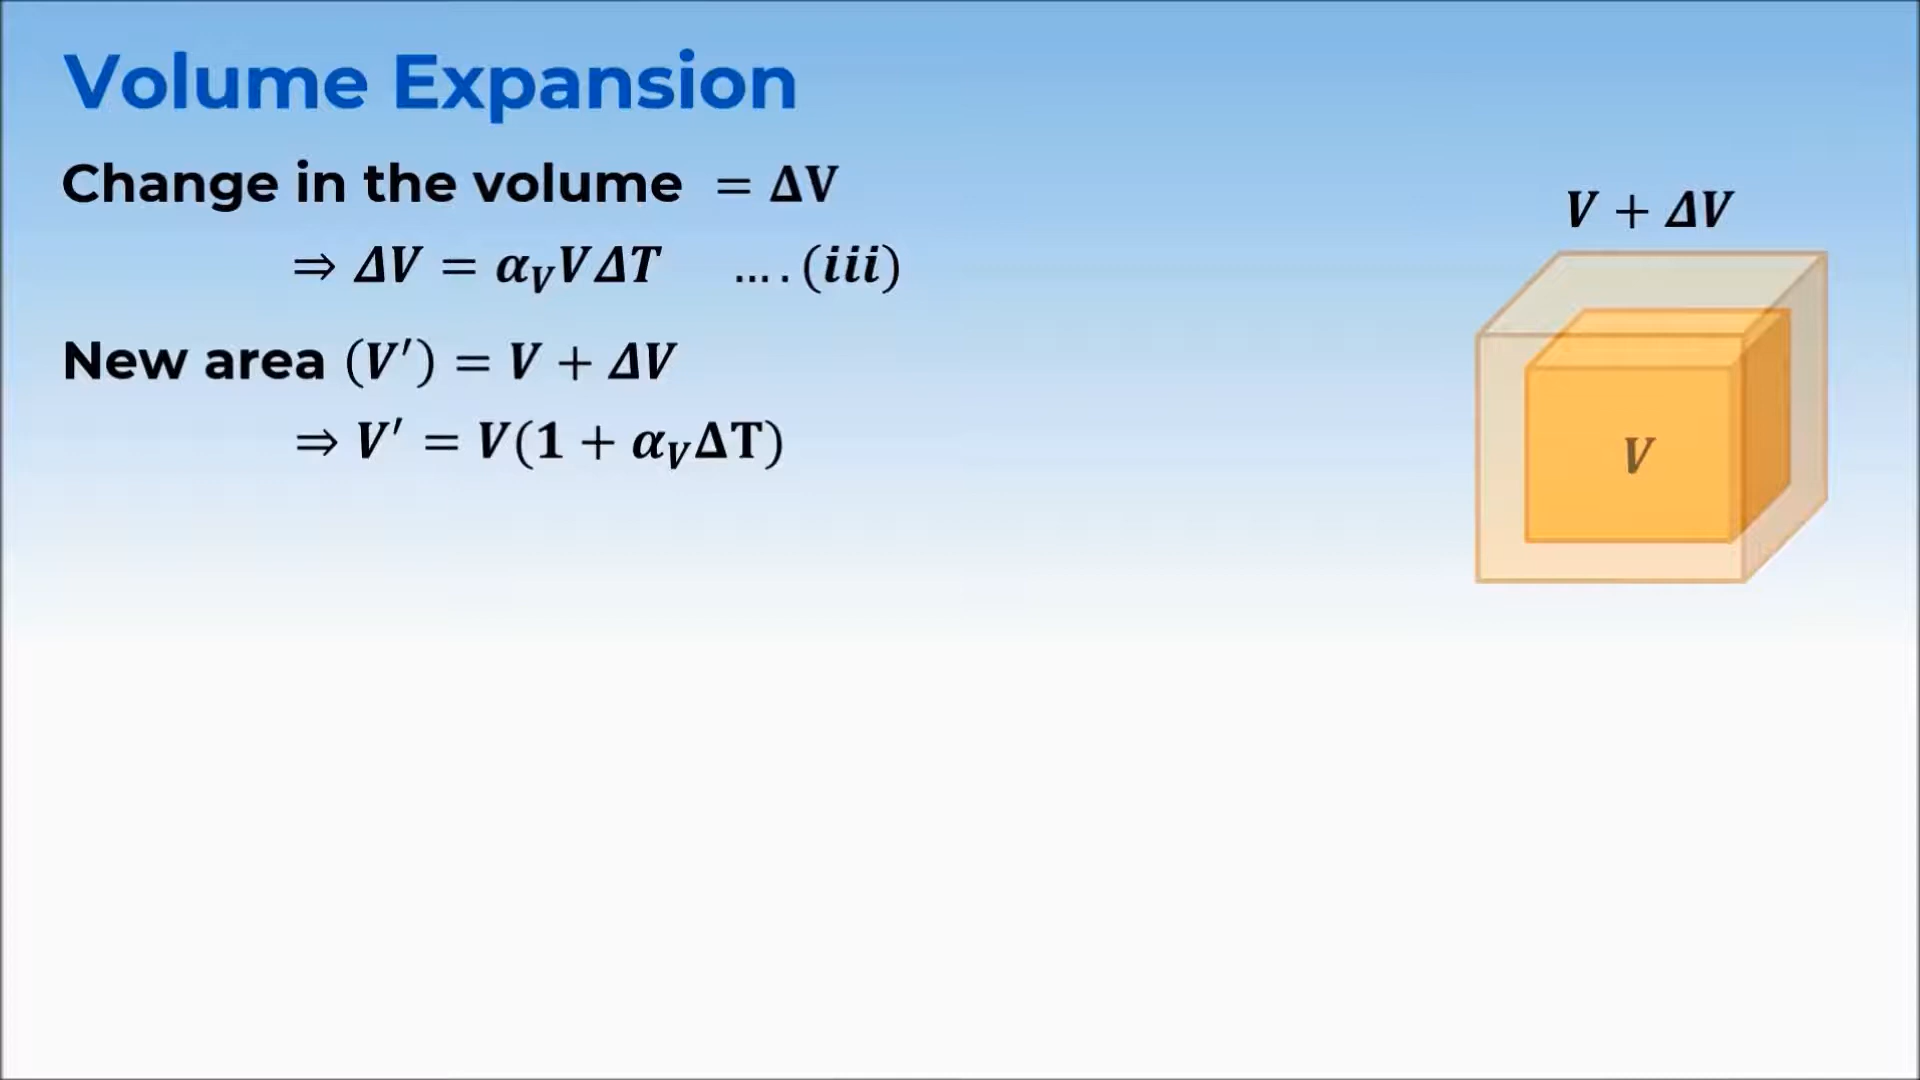 Volume Expansion
Change in the volume = ΔV
⇒ ΔV = α_V VΔT .... (iii)
New area (V′) = V + ΔV
⇒ V′ = V(1 + α_V ΔT)
V + ΔV
V